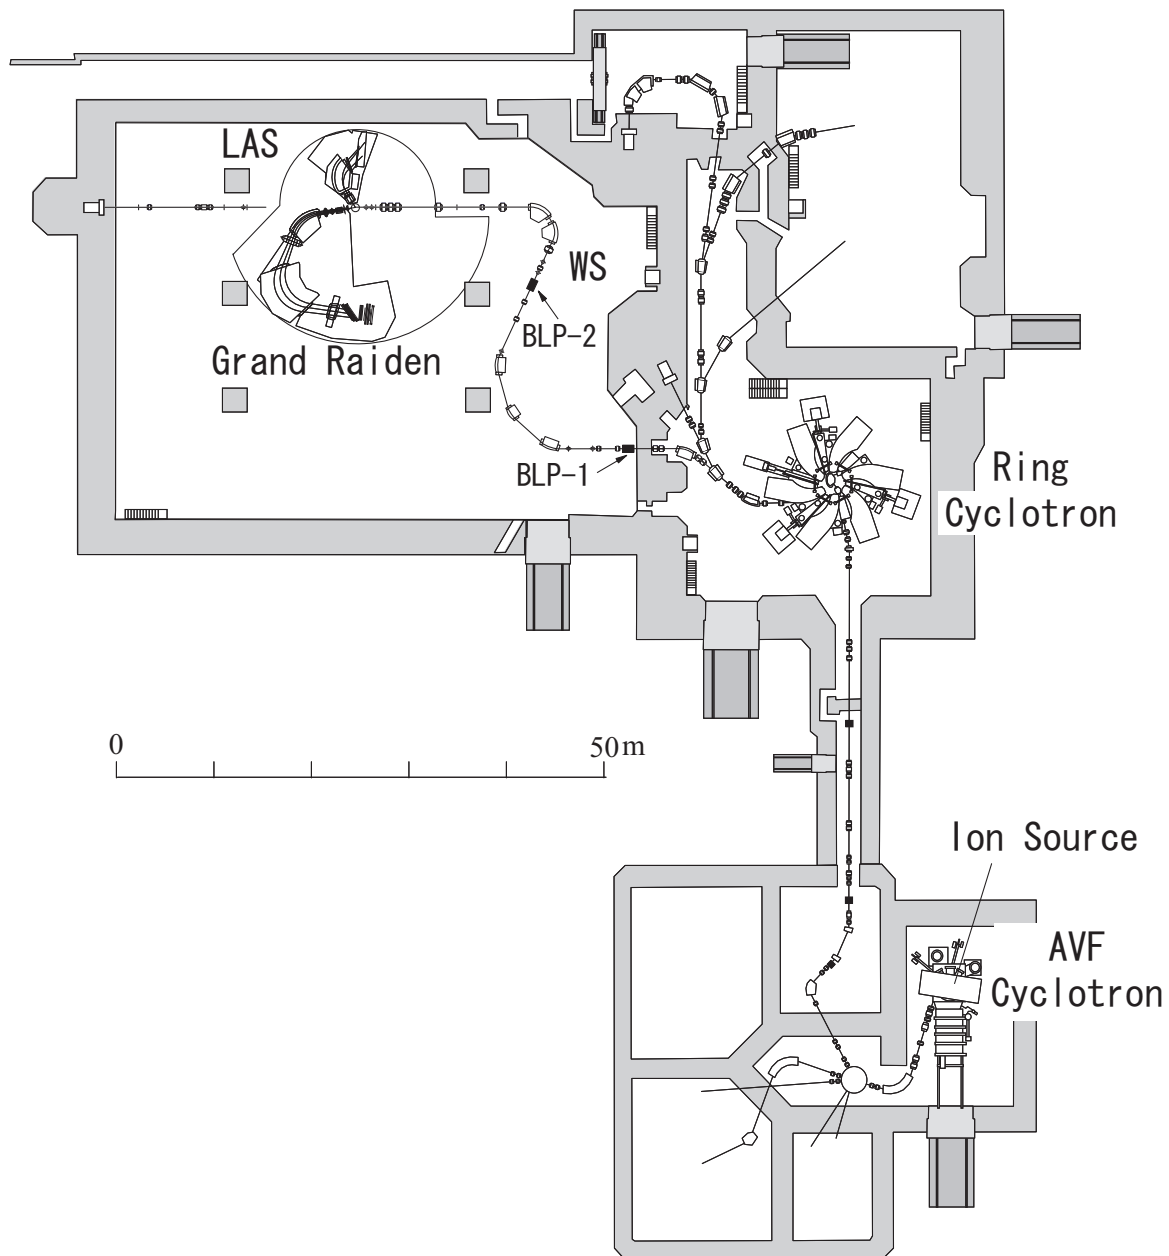 LAS
WS
BLP-2
Grand Raiden
BLP-1
Ring
Cyclotron
0
50m
Ion Source
AVF
Cyclotron